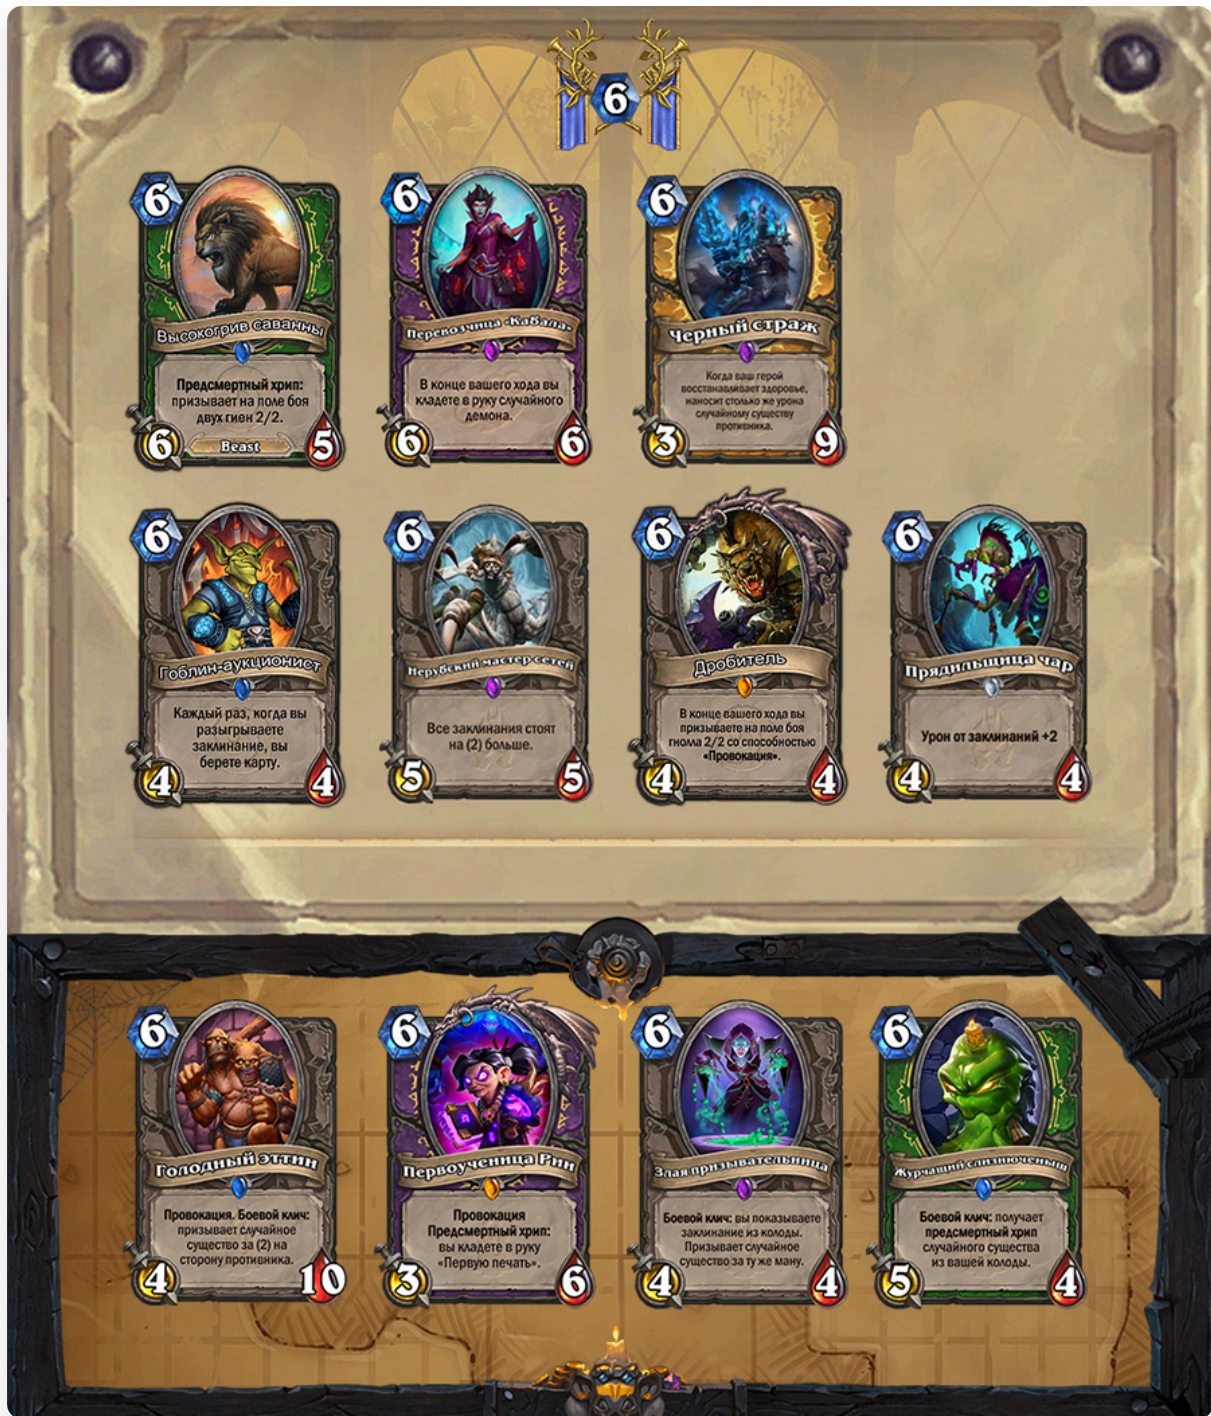 6
6
6
6
Высокогрив саванны
Перевозчица «Кабала»
Черный страж
Предсмертный хрип:
призывает на поле боя
двух гиен 2/2.
Beast
6
5
В конце вашего хода вы
кладете в руку случайного
демона.
6
6
Когда ваш герой
восстанавливает здоровье,
наносит столько же урона
случайному существу
противника.
3
9
6
6
6
6
Гоблин-аукционист
Нерубский мастер сетей
Дробитель
Прядильщица чар
Каждый раз, когда вы
разыгрываете
заклинание, вы
берете карту.
4
4
Все заклинания стоят
на (2) больше.
5
5
В конце вашего хода вы
призываете на поле боя
гнолла 2/2 со способностью
«Провокация».
4
4
Урон от заклинаний +2
4
4
6
6
6
6
Голодный эттин
Первоученица Рин
Злая призывательница
Журчащий слизнюченыш
Провокация. Боевой клич:
призывает случайное
существо за (2) на
сторону противника.
4
10
Провокация
Предсмертный хрип:
вы кладете в руку
«Первую печать».
3
6
Боевой клич: вы показываете
заклинание из колоды.
Призывает случайное
существо за ту же ману.
4
4
Боевой клич: получает
предсмертный хрип
случайного существа
из вашей колоды.
5
4